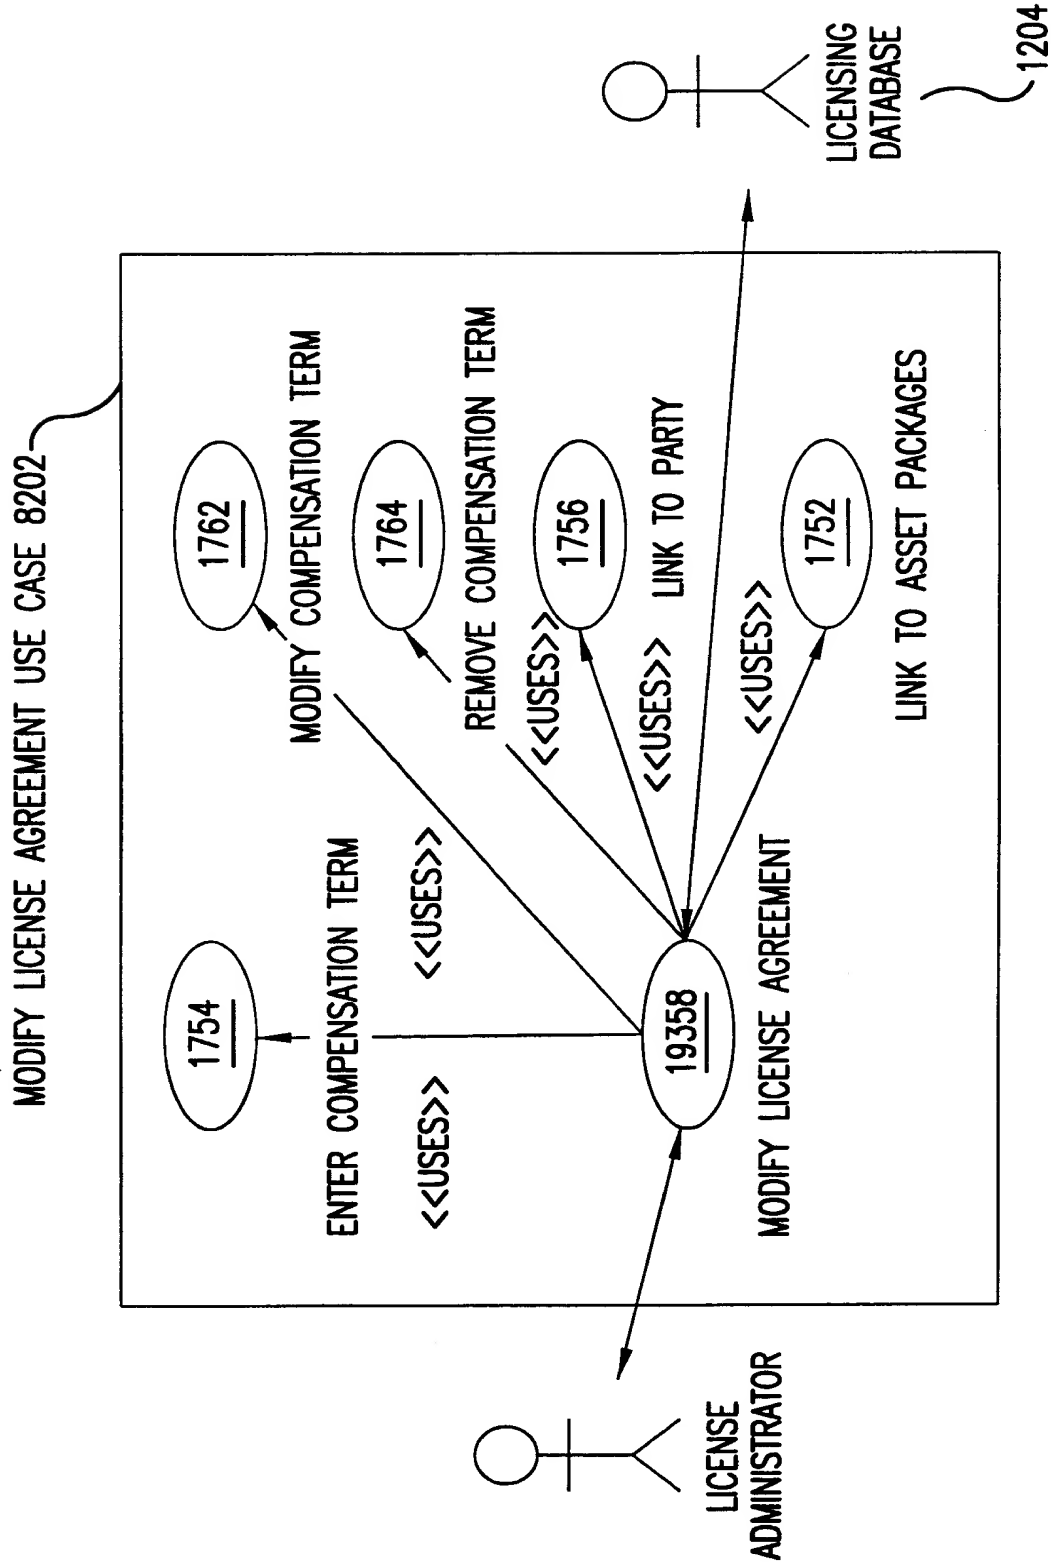 MODIFY LICENSE AGREEMENT USE CASE 8202
1754
ENTER COMPENSATION TERM
<<USES>>
1762
MODIFY COMPENSATION TERM
<<USES>>
1764
REMOVE COMPENSATION TERM
<<USES>>
1756
LINK TO PARTY
<<USES>>
1752
<<USES>>
LINK TO ASSET PACKAGES
19358
MODIFY LICENSE AGREEMENT
LICENSE
ADMINISTRATOR
LICENSING
DATABASE
1204